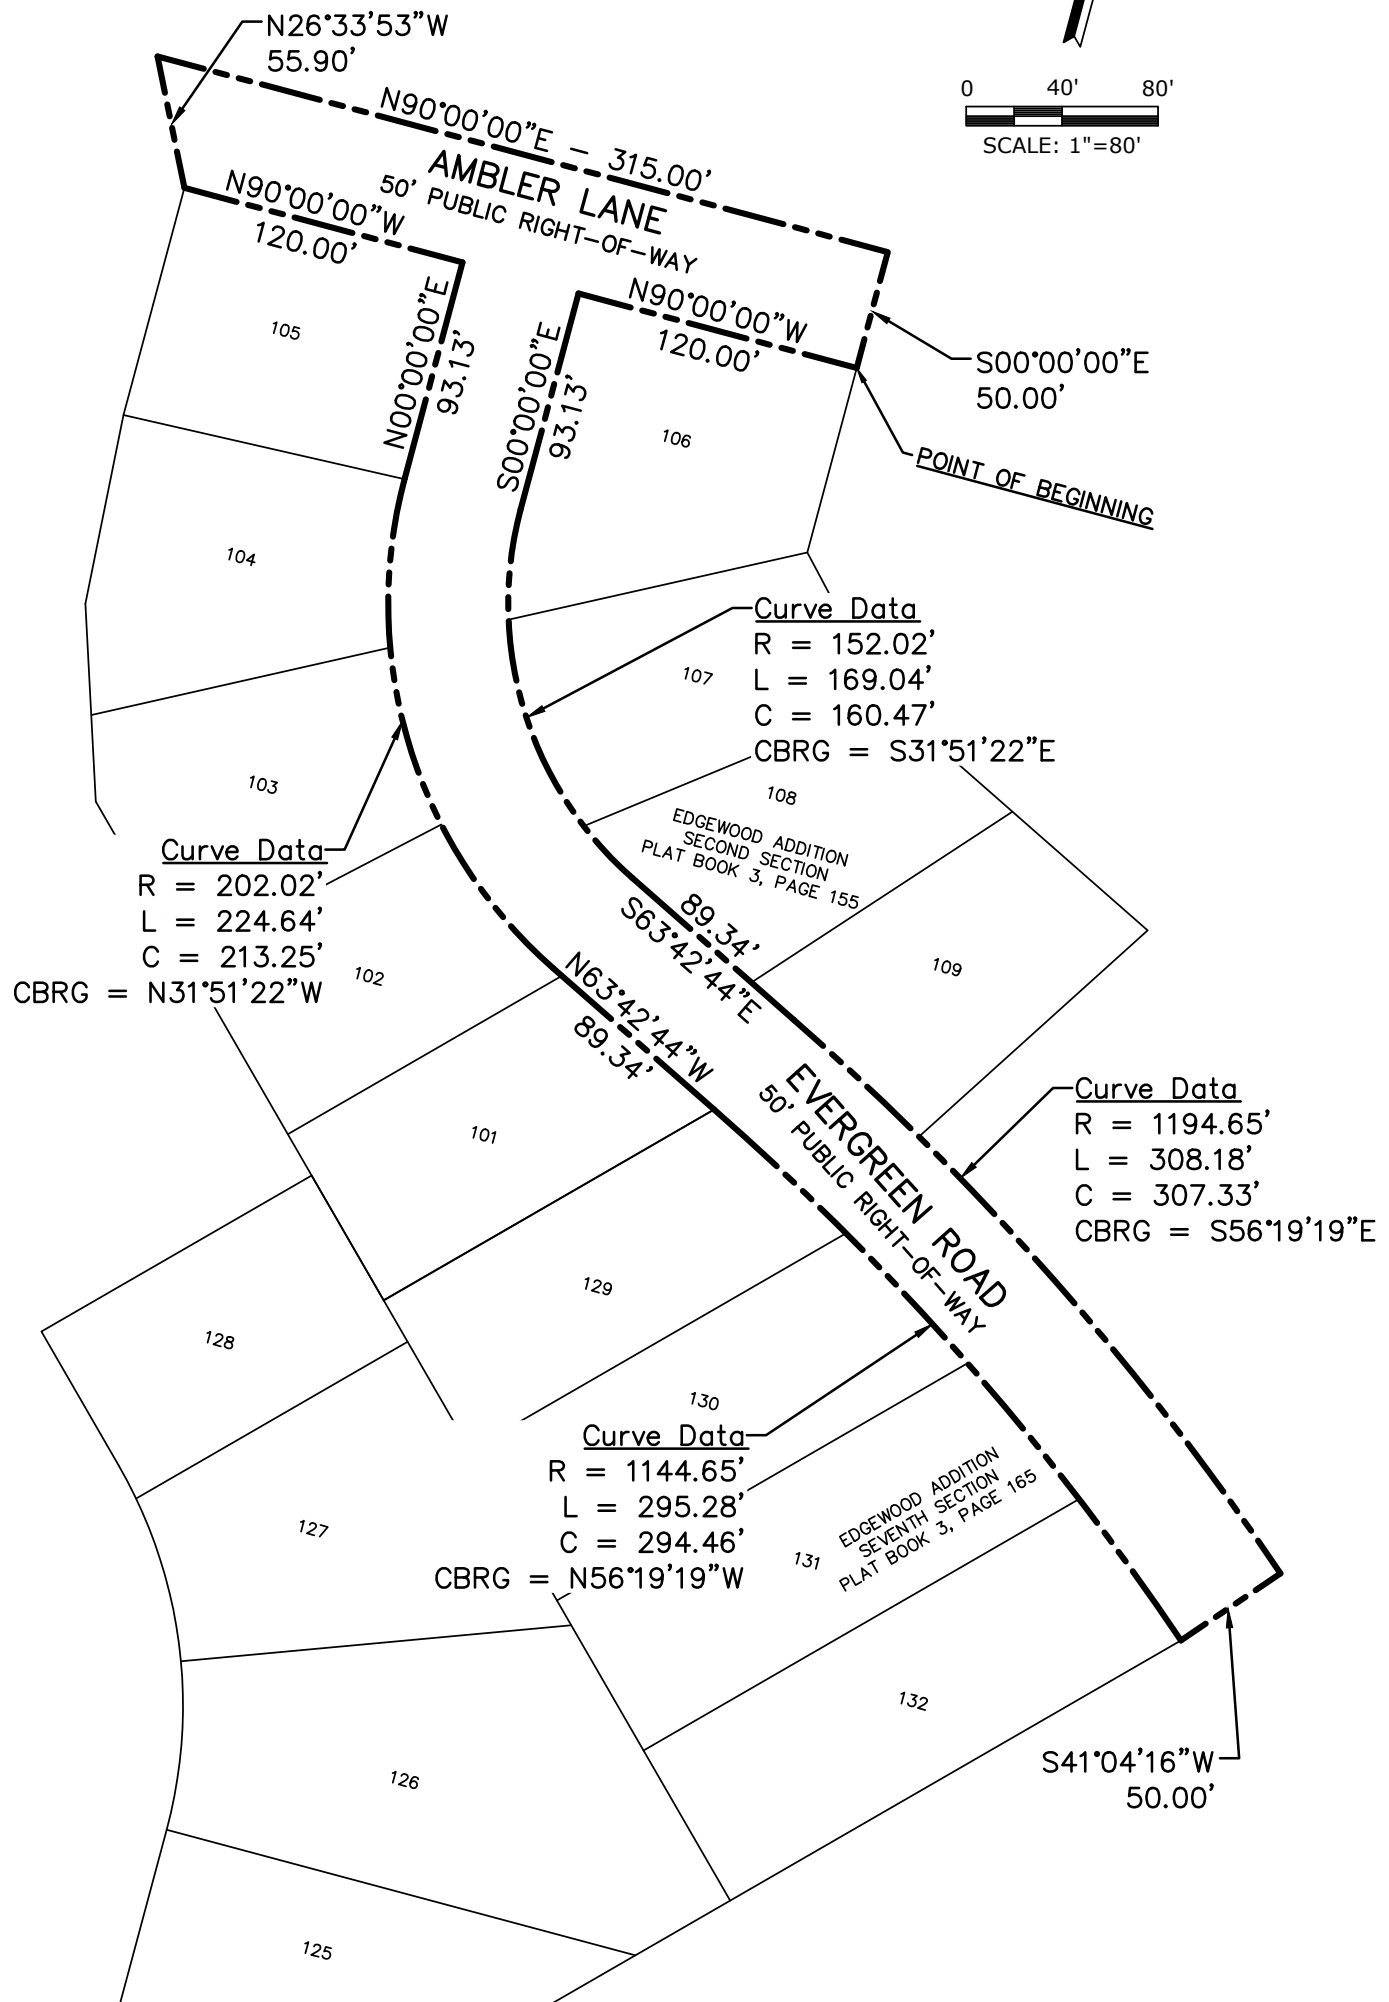 N26°33'53"W
55.90'
0 40' 80'
SCALE: 1"=80'
N90°00'00"E - 315.00'
AMBLER LANE
50' PUBLIC RIGHT-OF-WAY
N90°00'00"W
120.00'
N90°00'00"W
120.00'
S00°00'00"E
50.00'
POINT OF BEGINNING
N00°00'00"E
93.13'
S00°00'00"E
93.13'
105
106
104
Curve Data
R = 152.02'
L = 169.04'
C = 160.47'
CBRG = S31°51'22"E
107
103
108
EDGEWOOD ADDITION
SECOND SECTION
PLAT BOOK 3, PAGE 155
Curve Data
R = 202.02'
L = 224.64'
C = 213.25'
CBRG = N31°51'22"W
89.34'
S63°42'44"E
102
109
N63°42'44"W
89.34'
101
EVERGREEN ROAD
50' PUBLIC RIGHT-OF-WAY
Curve Data
R = 1194.65'
L = 308.18'
C = 307.33'
CBRG = S56°19'19"E
129
128
130
Curve Data
R = 1144.65'
L = 295.28'
C = 294.46'
CBRG = N56°19'19"W
127
131
EDGEWOOD ADDITION
SEVENTH SECTION
PLAT BOOK 3, PAGE 165
132
S41°04'16"W
50.00'
126
125